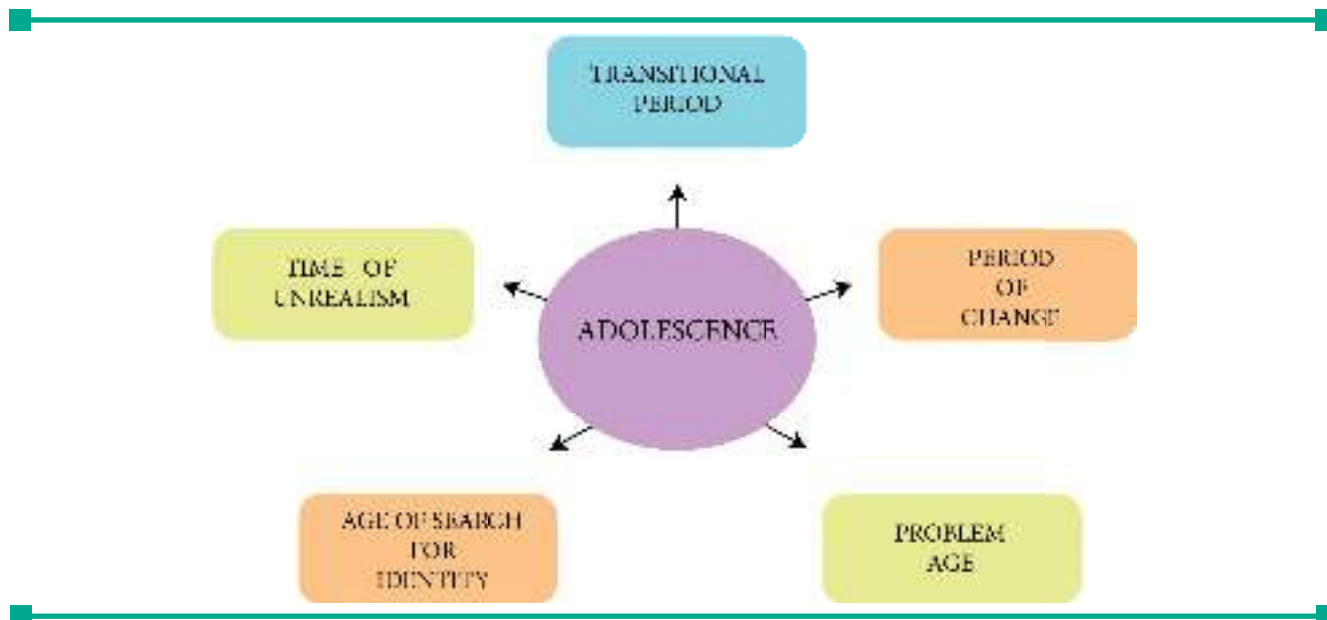 TRANSITIONAL
PERIOD
TIME OF
UNREALISM
PERIOD
OF
CHANGE
ADOLESCENCE
AGE OF SEARCH
FOR
IDENTITY
PROBLEM
AGE